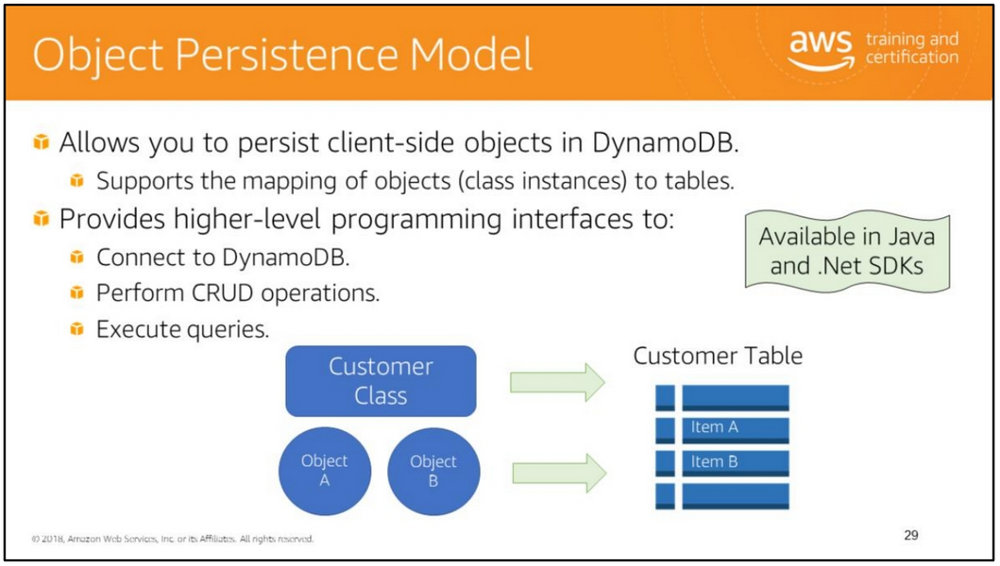 Object Persistence Model
aws training and
certification
Allows you to persist client-side objects in DynamoDB.
Supports the mapping of objects (class instances) to tables.
Provides higher-level programming interfaces to:
Connect to DynamoDB.
Perform CRUD operations.
Execute queries.
Available in Java
and .Net SDKs
Customer
Class
Customer Table
Object
A
Object
B
Item A
Item B
© 2018, Amazon Web Services, Inc. or its Affiliates. All rights reserved.
29